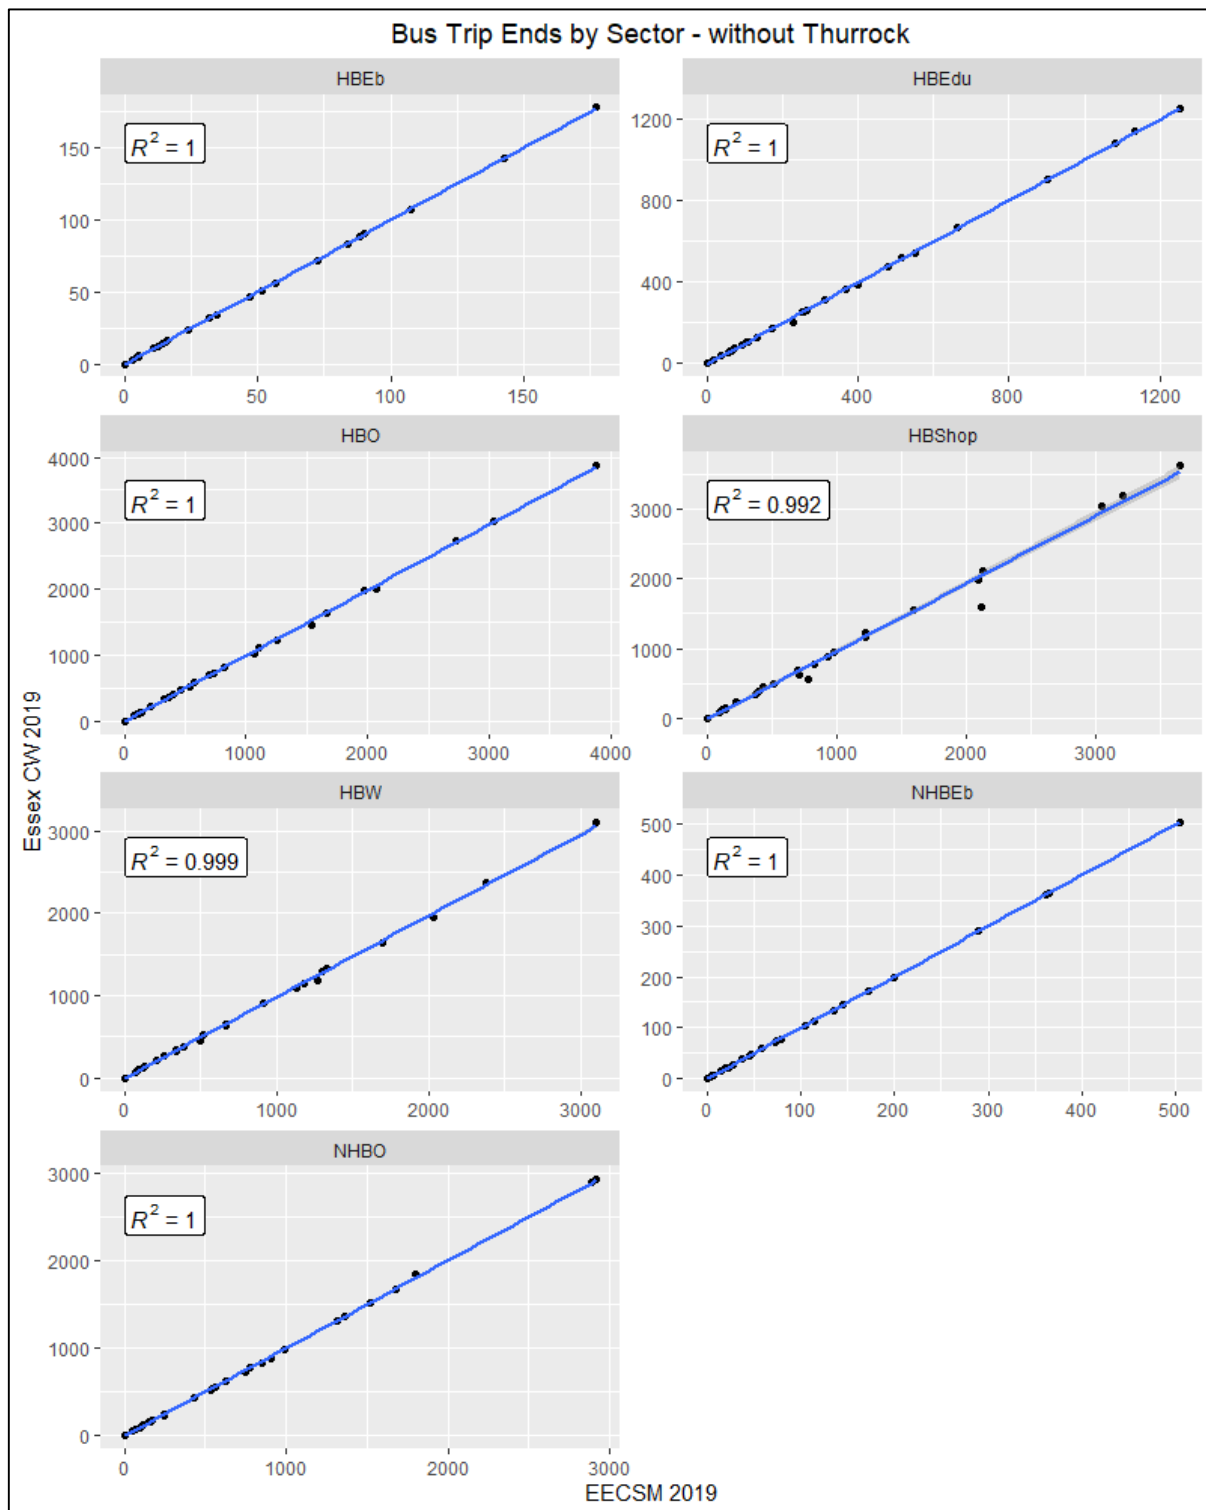 Bus Trip Ends by Sector - without Thurrock
HBEb
R² = 1
150
100
50
0
0 50 100 150
HBEdu
R² = 1
1200
800
400
0
0 400 800 1200
HBO
R² = 1
4000
3000
2000
1000
0
0 1000 2000 3000 4000
HBShop
R² = 0.992
3000
2000
1000
0
0 1000 2000 3000
HBW
R² = 0.999
3000
2000
1000
0
0 1000 2000 3000
NHBEb
R² = 1
500
400
300
200
100
0
0 100 200 300 400 500
NHBO
R² = 1
3000
2000
1000
0
0 1000 2000 3000
Essex CW 2019
EECSM 2019